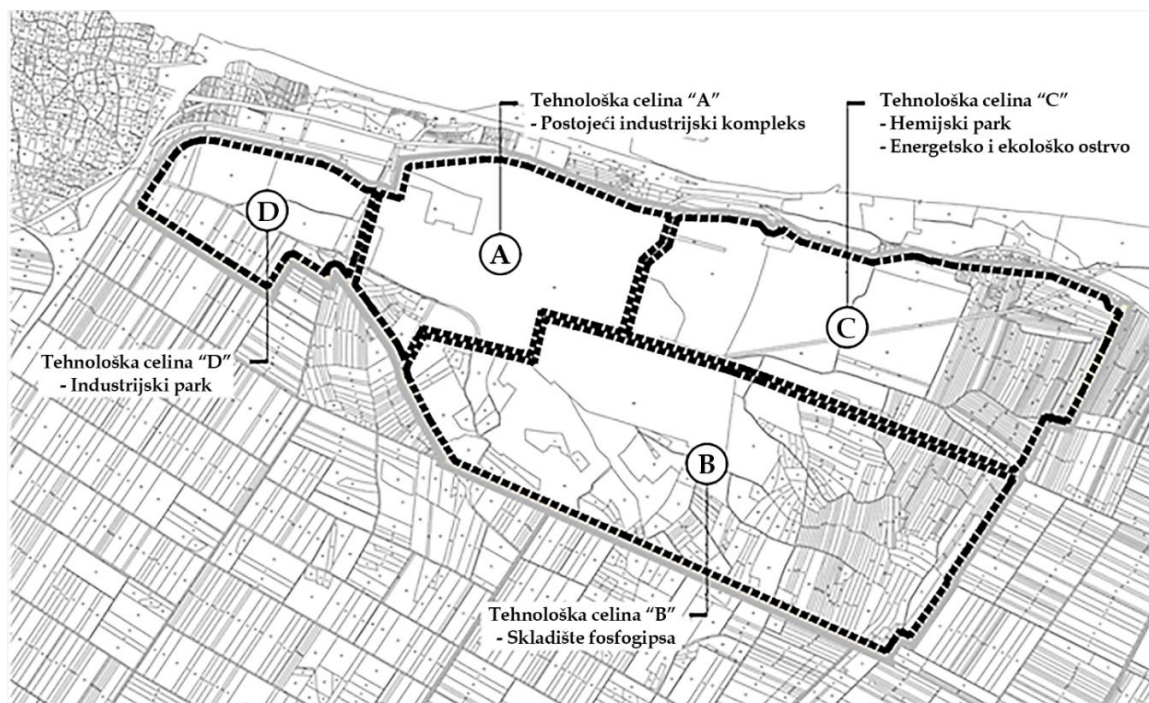 Tehnološka celina “A”
- Postojeći industrijski kompleks
Tehnološka celina “C”
- Hemijski park
- Energetsko i ekološko ostrvo
D
A
C
Tehnološka celina “D”
- Industrijski park
B
Tehnološka celina “B”
- Skladište fosfogipsa